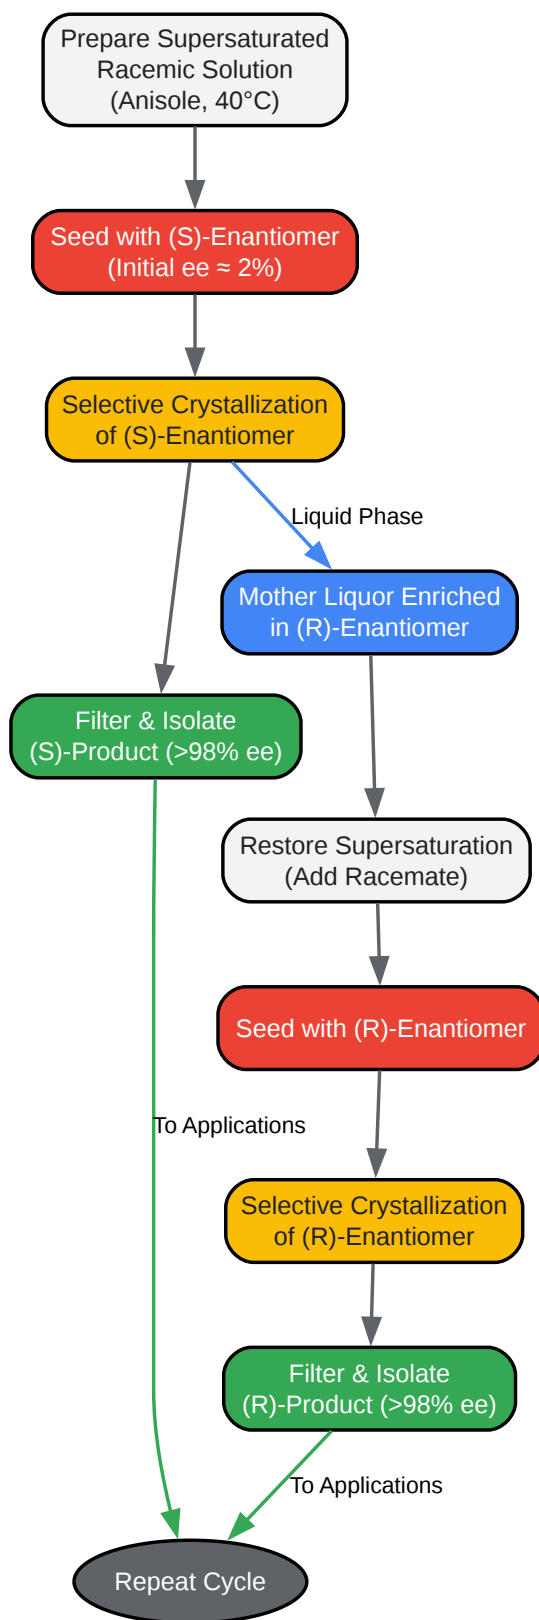 Prepare Supersaturated
Racemic Solution
(Anisole, 40°C)
Seed with (S)-Enantiomer
(Initial ee ≈ 2%)
Selective Crystallization
of (S)-Enantiomer
Liquid Phase
Mother Liquor Enriched
in (R)-Enantiomer
Filter & Isolate
(S)-Product (>98% ee)
Restore Supersaturation
(Add Racemate)
Seed with (R)-Enantiomer
To Applications
Selective Crystallization
of (R)-Enantiomer
Filter & Isolate
(R)-Product (>98% ee)
To Applications
Repeat Cycle